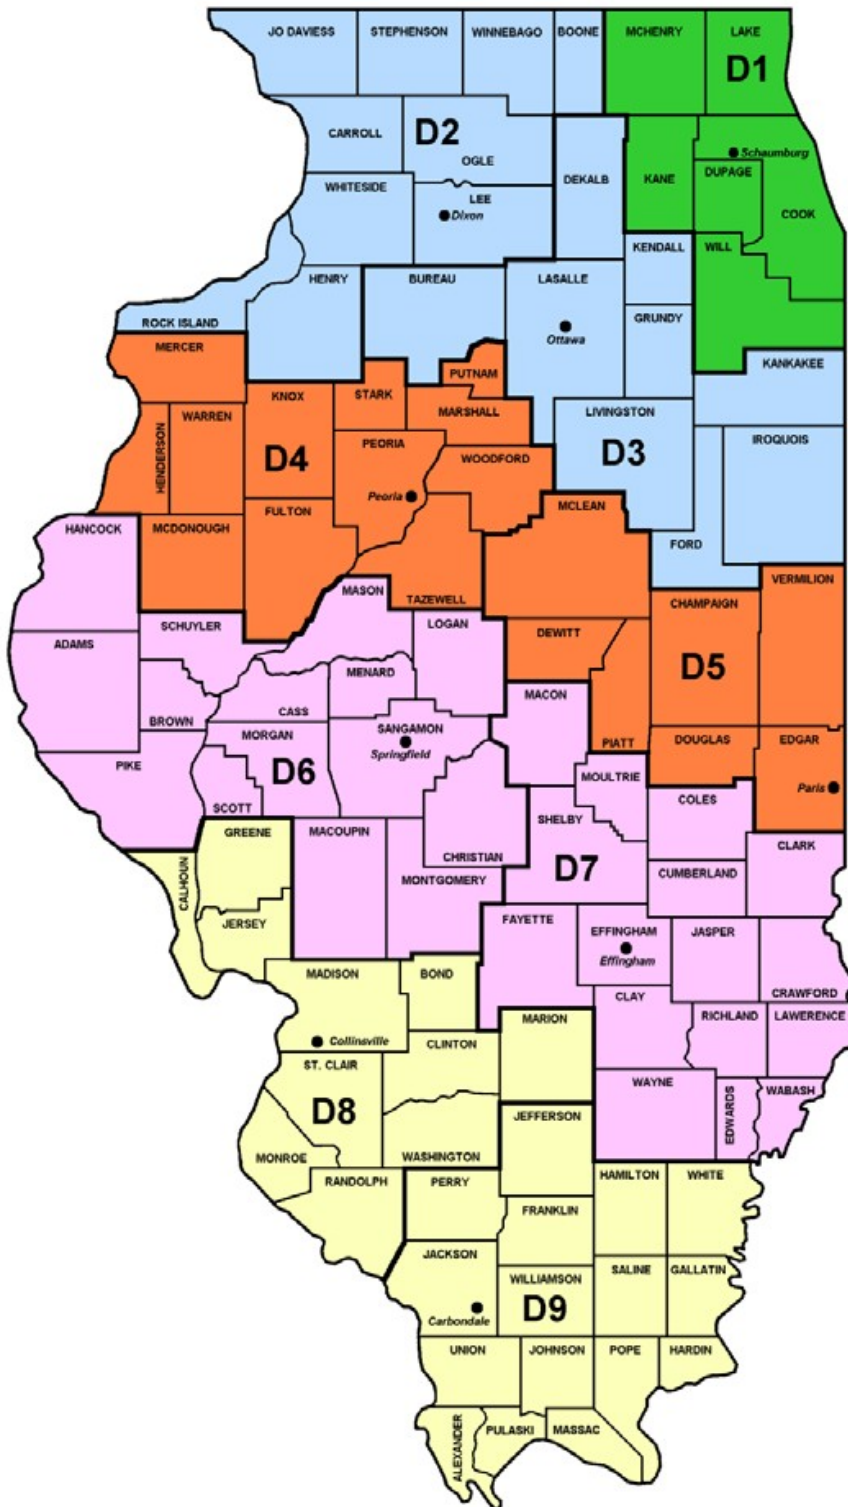 JO DAVIESS
STEPHENSON
WINNEBAGO
BOONE
MCHENRY
LAKE
D1
CARROLL
D2
OGLE
DEKALB
KANE
Schaumburg
DUPAGE
COOK
WHITESIDE
LEE
Dixon
KENDALL
WILL
HENRY
BUREAU
LASALLE
GRUNDY
Ottawa
ROCK ISLAND
MERCER
KANKAKEE
PUTNAM
KNOX
STARK
MARSHALL
HENDERSON
WARREN
D4
PEORIA
WOODFORD
LIVINGSTON
D3
IROQUOIS
Peoria
FULTON
MCLEAN
HANCOCK
MCDONOUGH
FORD
VERMILION
MASON
TAZEWELL
CHAMPAIGN
SCHUYLER
LOGAN
ADAMS
DEWITT
MENARD
D5
BROWN
CASS
MACON
MORGAN
SANGAMON
Springfield
PIATT
DOUGLAS
EDGAR
PIKE
D6
MOULTRIE
Paris
SCOTT
COLES
GREENE
MACOUPIN
SHELBY
CLARK
CALHOUN
CHRISTIAN
D7
MONTGOMERY
CUMBERLAND
JERSEY
FAYETTE
EFFINGHAM
JASPER
Effingham
MADISON
BOND
CLAY
CRAWFORD
MARION
RICHLAND
LAWERENCE
Collinsville
CLINTON
ST. CLAIR
WAYNE
EDWARDS
WABASH
D8
JEFFERSON
MONROE
WASHINGTON
RANDOLPH
PERRY
HAMILTON
WHITE
FRANKLIN
JACKSON
SALINE
GALLATIN
WILLIAMSON
D9
Carbondale
UNION
JOHNSON
POPE
HARDIN
ALEXANDER
PULASKI
MASSAC